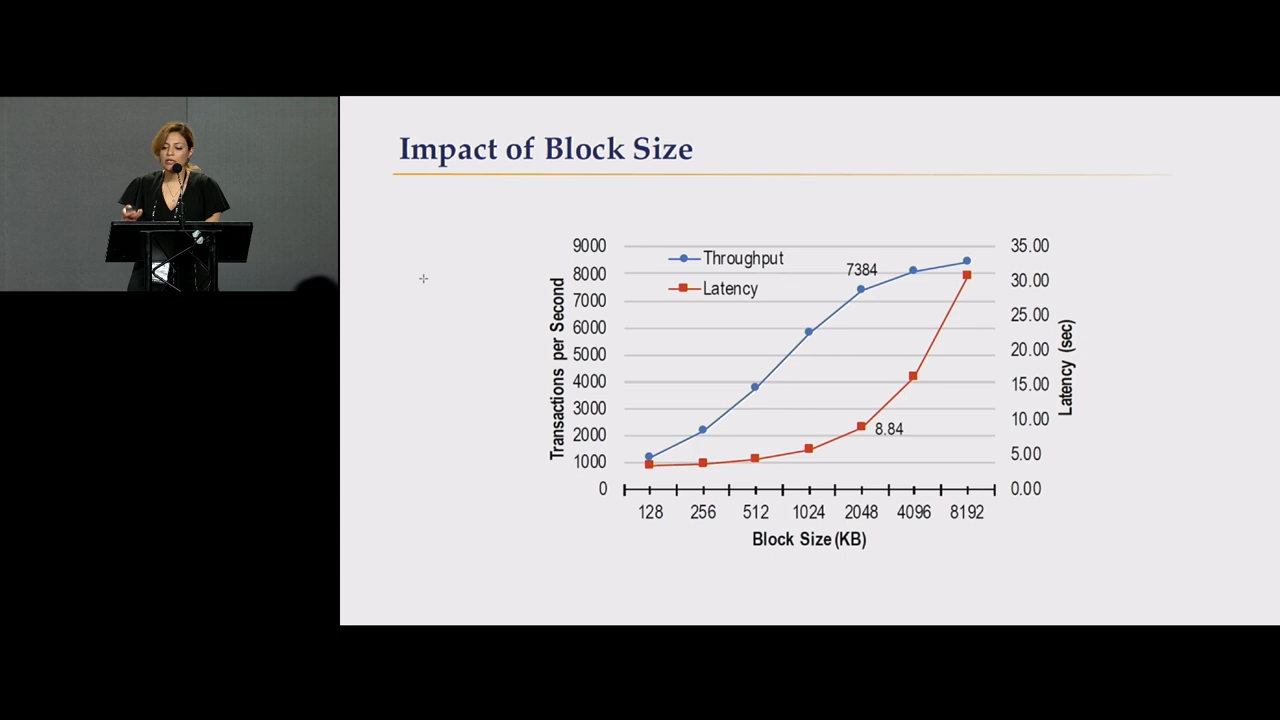 Impact of Block Size
Throughput
Latency
7384
8.84
Transactions per Second
9000
8000
7000
6000
5000
4000
3000
2000
1000
0
35.00
30.00
25.00
20.00
15.00
10.00
5.00
0.00
Latency (sec)
128 256 512 1024 2048 4096 8192
Block Size (KB)